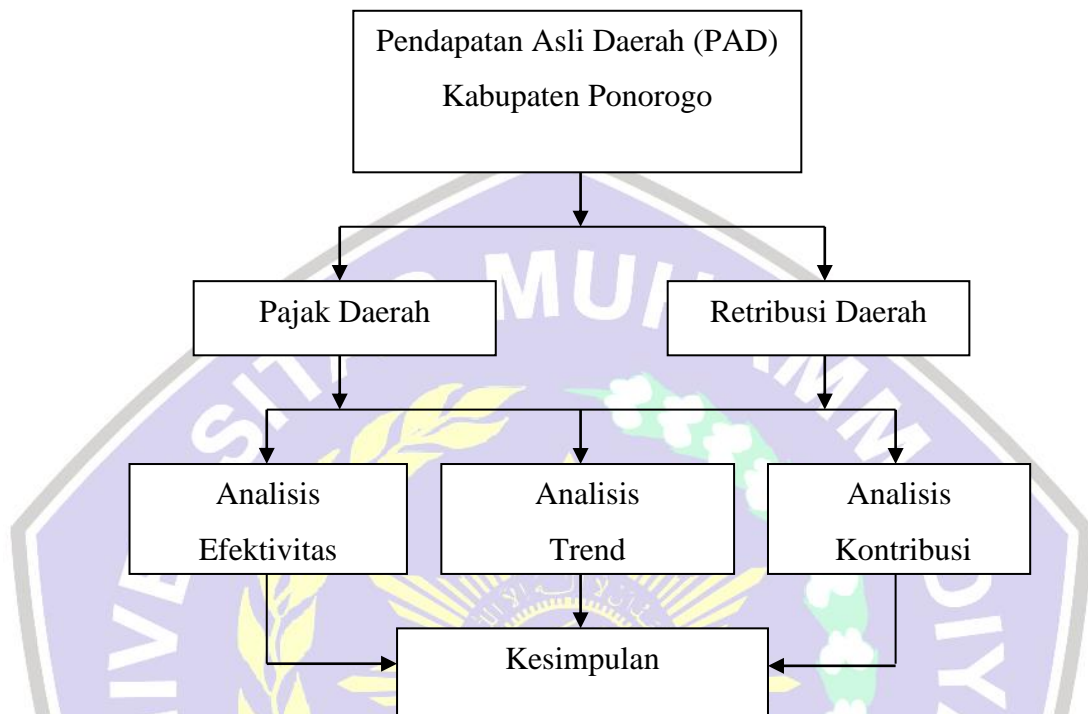 Pendapatan Asli Daerah (PAD)
Kabupaten Ponorogo
Pajak Daerah
Retribusi Daerah
Analisis
Efektivitas
Analisis
Trend
Analisis
Kontribusi
Kesimpulan